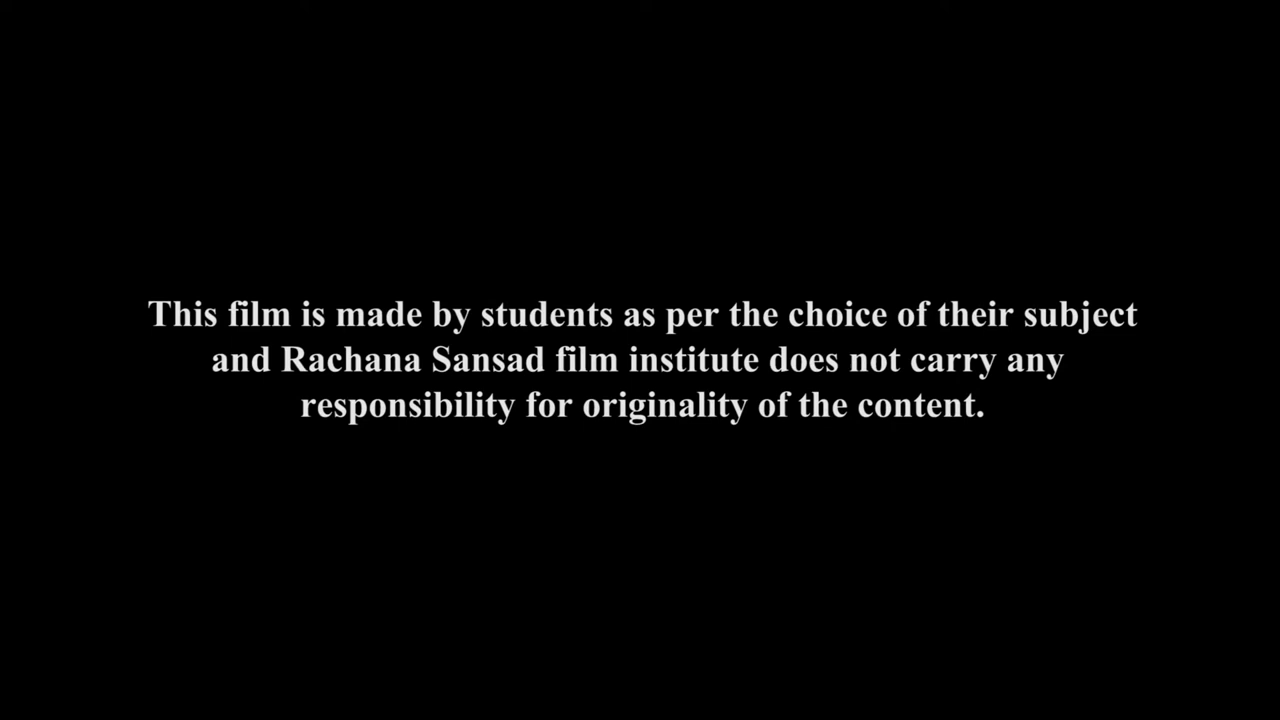 This film is made by students as per the choice of their subject
and Rachana Sansad film institute does not carry any
responsibility for originality of the content.